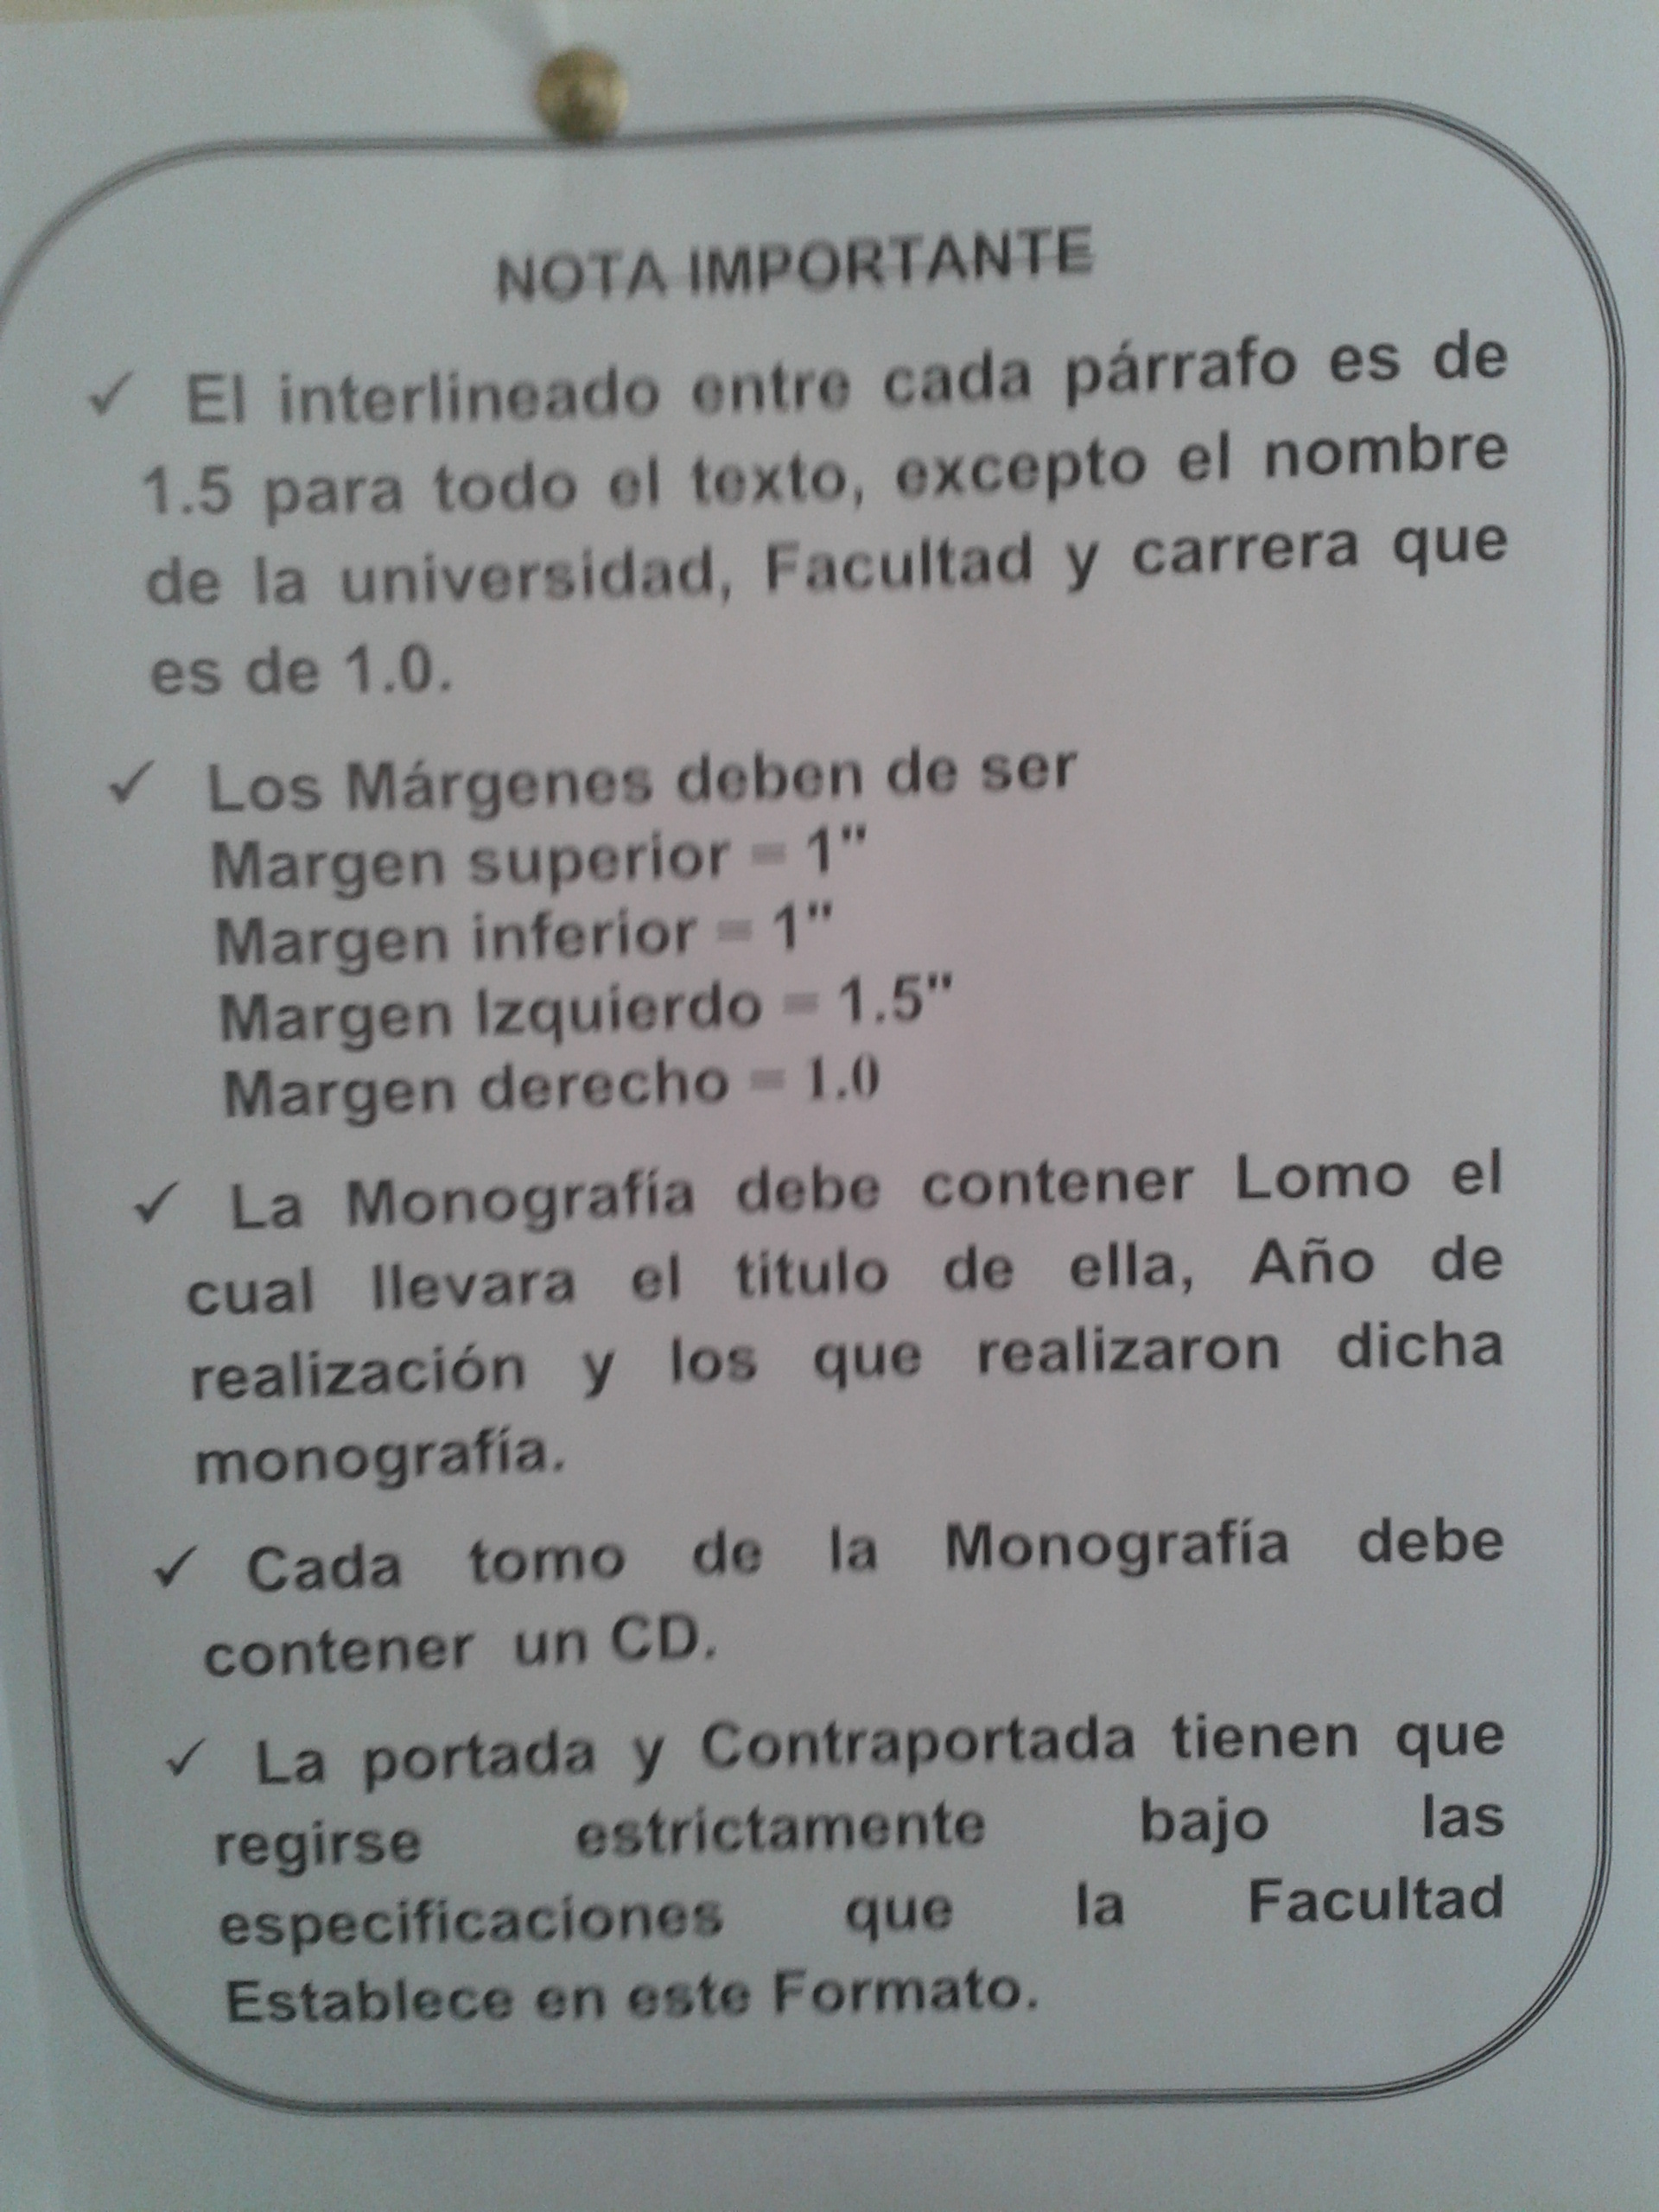 NOTA IMPORTANTE
✓ El interlineado entre cada párrafo es de
1.5 para todo el texto, excepto el nombre
de la universidad, Facultad y carrera que
es de 1.0.
✓ Los Márgenes deben de ser
Margen superior = 1"
Margen inferior = 1"
Margen Izquierdo = 1.5"
Margen derecho = 1.0
✓ La Monografía debe contener Lomo el
cual llevara el titulo de ella, Año de
realización y los que realizaron dicha
monografía.
✓ Cada tomo de la Monografía debe
contener un CD.
✓ La portada y Contraportada tienen que
regirse estrictamente bajo las
especificaciones que la Facultad
Establece en este Formato.